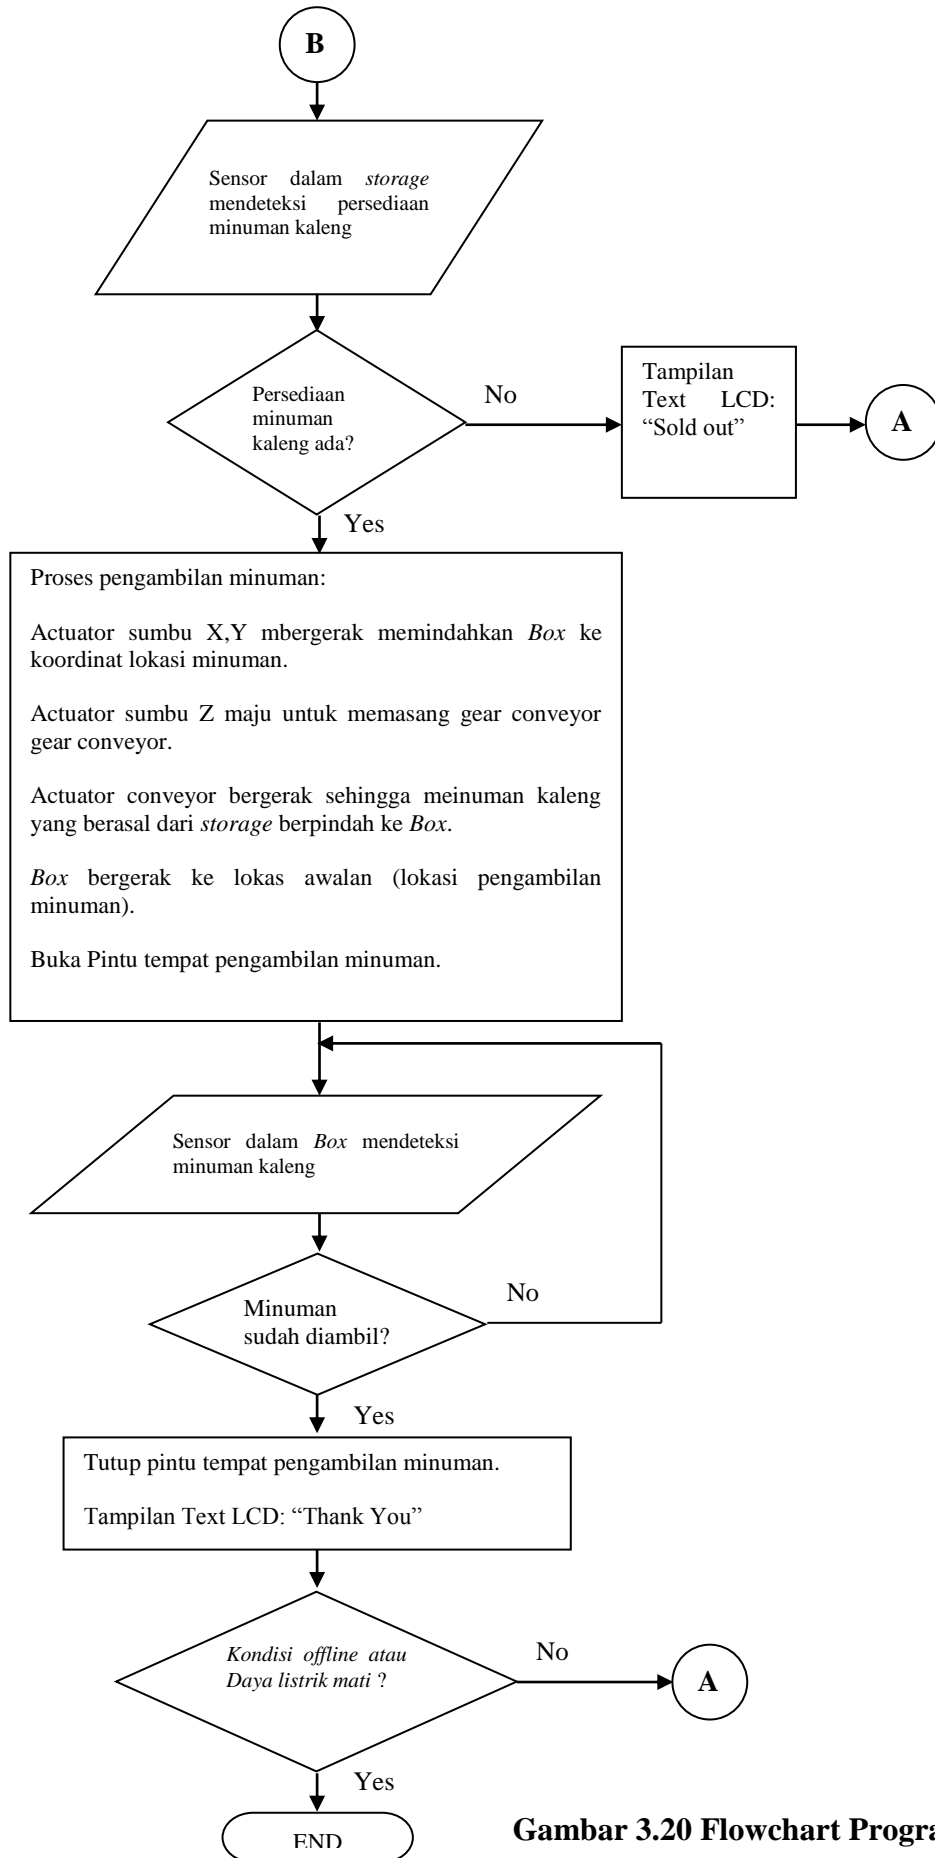 B
Sensor dalam storage
mendeteksi persediaan
minuman kaleng
Persediaan
minuman
kaleng ada?
No
Tampilan
Text LCD:
“Sold out”
A
Yes
Proses pengambilan minuman:
Actuator sumbu X,Y mbergerak memindahkan Box ke
koordinat lokasi minuman.
Actuator sumbu Z maju untuk memasang gear conveyor
gear conveyor.
Actuator conveyor bergerak sehingga meinuman kaleng
yang berasal dari storage berpindah ke Box.
Box bergerak ke lokas awalan (lokasi pengambilan
minuman).
Buka Pintu tempat pengambilan minuman.
Sensor dalam Box mendeteksi
minuman kaleng
Minuman
sudah diambil?
No
Yes
Tutup pintu tempat pengambilan minuman.
Tampilan Text LCD: “Thank You”
Kondisi offline atau
Daya listrik mati ?
No
A
Yes
END
Gambar 3.20 Flowchart Progra